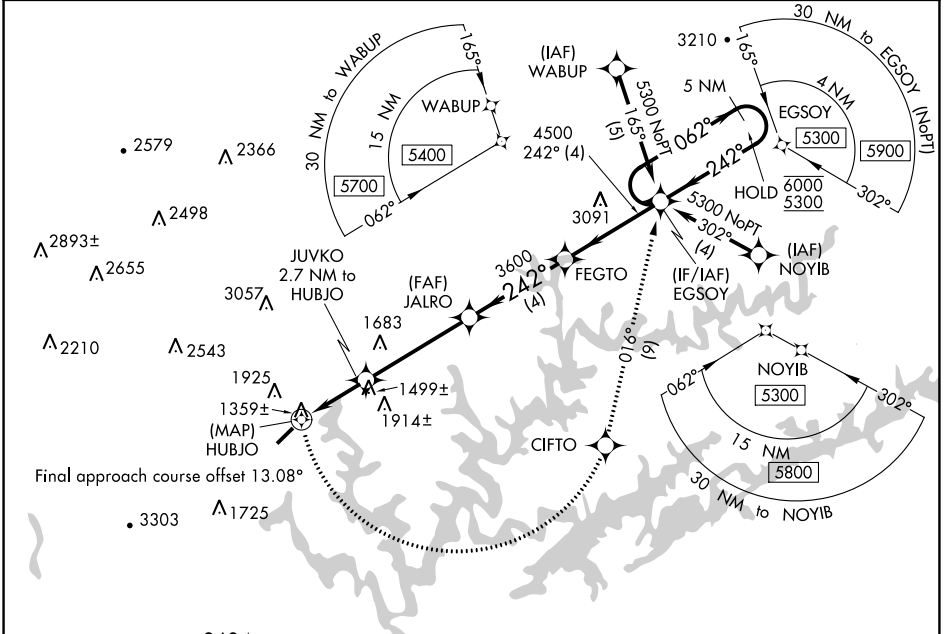 30 NM to WABUP
15 NM
165°
WABUP
5400
5700
062°
(IAF)
WABUP
5300 NoPT
165°
(5)
3210
165°
30 NM to EGSOY (NoPT)
4 NM
EGSOY
5300
5900
302°
5 NM
062°
242°
HOLD
6000
5300
4500
242° (4)
2579
2366
2498
2893±
2655
3091
5300 NoPT
302°
(4)
(IAF)
NOYIB
(IF/IAF)
EGSOY
FEGTO
JUVKO
2.7 NM to
HUBJO
3600
242°
(4)
(FAF)
JALRO
3057
1683
2210
2543
016°
(9)
NOYIB
5300
062°
302°
15 NM
5800
30 NM to NOYIB
1925
1499±
1914±
1359±
(MAP)
HUBJO
CIFTO
Final approach course offset 13.08°
3303
1725